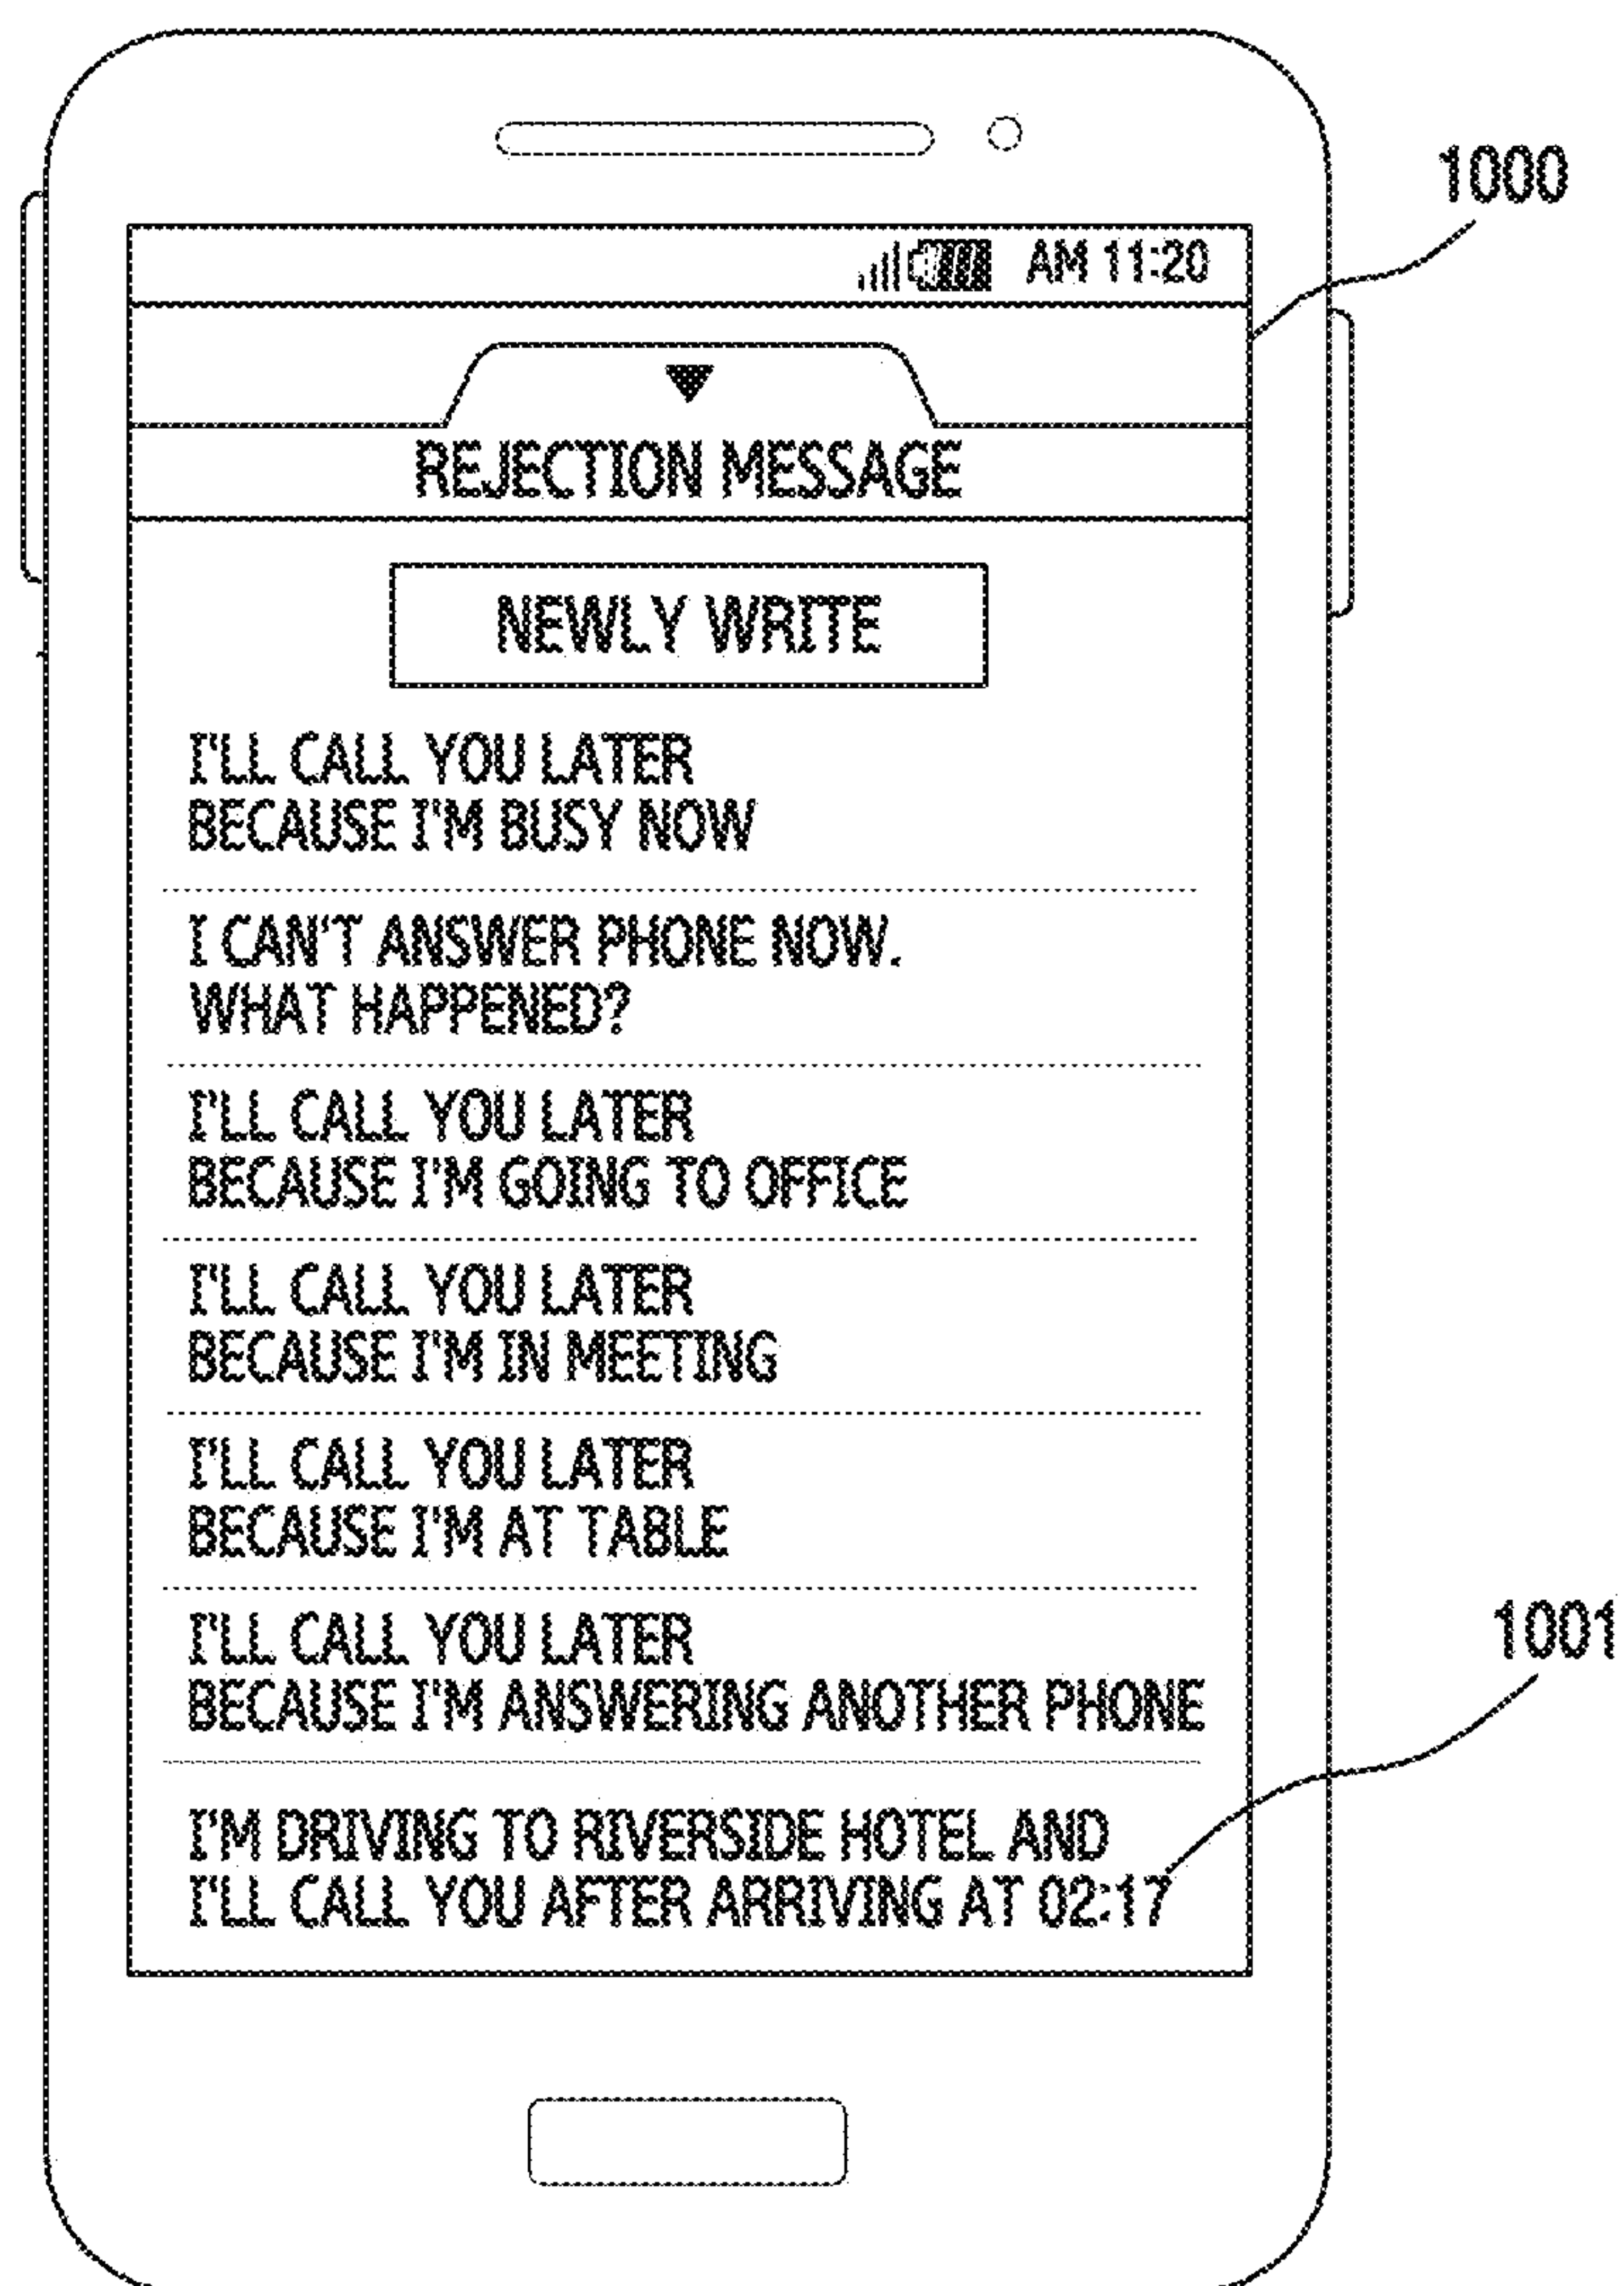 1000
AM 11:20
REJECTION MESSAGE
NEWLY WRITE
I'LL CALL YOU LATER
BECAUSE I'M BUSY NOW
I CAN'T ANSWER PHONE NOW.
WHAT HAPPENED?
I'LL CALL YOU LATER
BECAUSE I'M GOING TO OFFICE
I'LL CALL YOU LATER
BECAUSE I'M IN MEETING
I'LL CALL YOU LATER
BECAUSE I'M AT TABLE
I'LL CALL YOU LATER
BECAUSE I'M ANSWERING ANOTHER PHONE
1001
I'M DRIVING TO RIVERSIDE HOTEL AND
I'LL CALL YOU AFTER ARRIVING AT 02:17